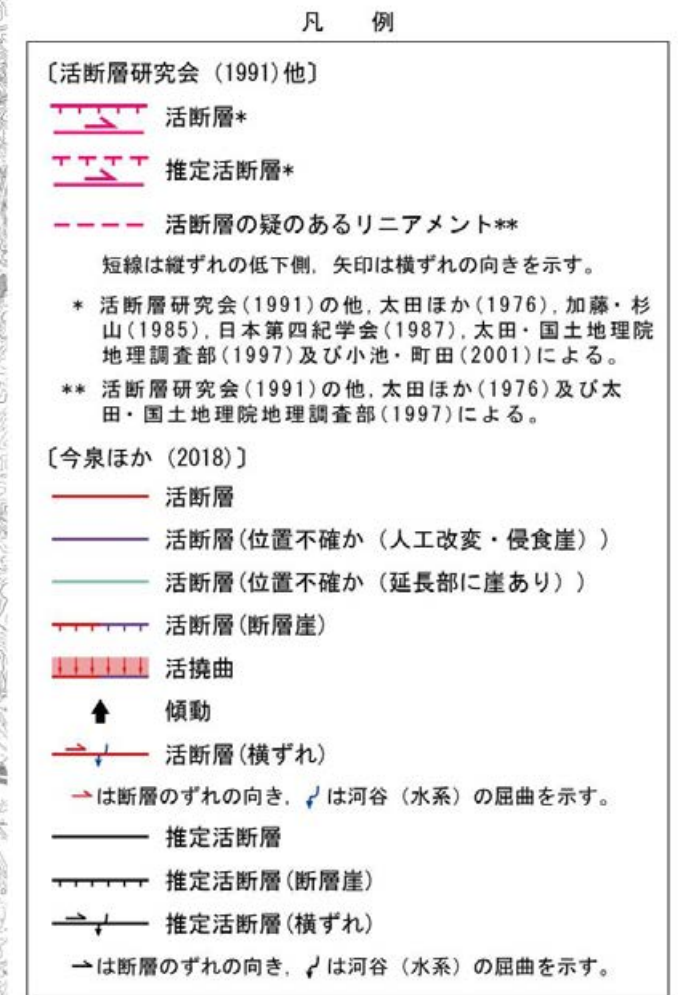 凡　例
〔活断層研究会 (1991)他〕
活断層*
推定活断層*
活断層の疑のあるリニアメント**
短線は縦ずれの低下側，矢印は横ずれの向きを示す。
* 活断層研究会(1991)の他，太田ほか(1976)，加藤・杉
山(1985)，日本第四紀学会(1987)，太田・国土地理院
地理調査部(1997)及び小池・町田(2001)による。
** 活断層研究会(1991)の他，太田ほか(1976)及び太
田・国土地理院地理調査部(1997)による。
〔今泉ほか (2018)〕
活断層
活断層(位置不確か（人工改変・侵食崖）)
活断層(位置不確か（延長部に崖あり）)
活断層(断層崖)
活撓曲
傾動
活断層(横ずれ)
は断層のずれの向き，は河谷（水系）の屈曲を示す。
推定活断層
推定活断層(断層崖)
推定活断層(横ずれ)
は断層のずれの向き，は河谷（水系）の屈曲を示す。